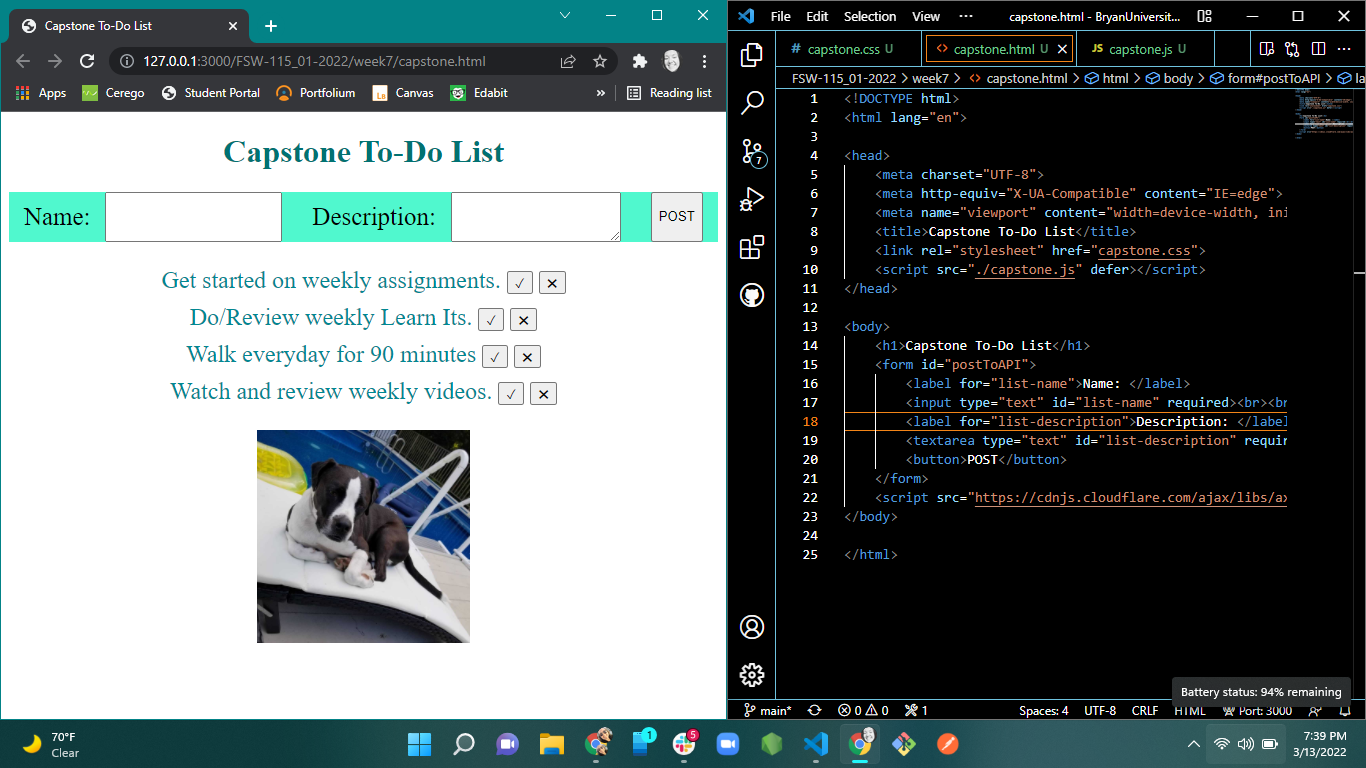 Capstone To-Do List
127.0.0.1:3000/FSW-115_01-2022/week7/capstone.html
Apps Cerego Student Portal Portfolium Canvas Edabit » Reading list
Capstone To-Do List
Name: Description: POST
Get started on weekly assignments. ✓ ✕
Do/Review weekly Learn Its. ✓ ✕
Walk everyday for 90 minutes ✓ ✕
Watch and review weekly videos. ✓ ✕
File Edit Selection View ··· capstone.html - BryanUniversit...
# capstone.css U <> capstone.html U JS capstone.js U ···
FSW-115_01-2022 > week7 > <> capstone.html > html > body > form#postToAPI > la
7
1 <!DOCTYPE html>
2 <html lang="en">
3
4 <head>
5 <meta charset="UTF-8">
6 <meta http-equiv="X-UA-Compatible" content="IE=edge">
7 <meta name="viewport" content="width=device-width, ini
8 <title>Capstone To-Do List</title>
9 <link rel="stylesheet" href="capstone.css">
10 <script src="./capstone.js" defer></script>
11 </head>
12
13 <body>
14 <h1>Capstone To-Do List</h1>
15 <form id="postToAPI">
16 <label for="list-name">Name: </label>
17 <input type="text" id="list-name" required><br><br
18 <label for="list-description">Description: </label
19 <textarea type="text" id="list-description" requir
20 <button>POST</button>
21 </form>
22 <script src="https://cdnjs.cloudflare.com/ajax/libs/ax
23 </body>
24
25 </html>
Battery status: 94% remaining
main* 0 0 1 Spaces: 4 UTF-8 CRLF HTML Port: 3000
70°F
Clear
1
5
7:39 PM
3/13/2022